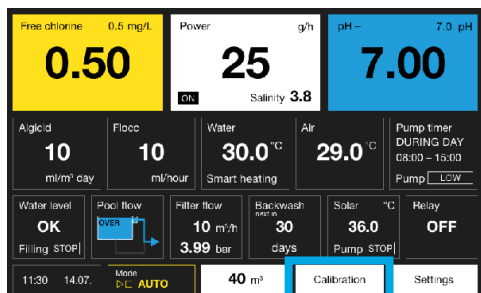 Free chlorine 0.5 mg/L
0.50
Power g/h
25
ON Salinity 3.8
pH – 7.0 pH
7.00
Algicid
10
ml/m³ day
Flocc
10
ml/hour
Water
30.0 °C
Smart heating
Air
29.0 °C
Pump timer
DURING DAY
08:00 – 15:00
Pump LOW
Water level
OK
Filling STOP
Pool flow
OVER
Filter flow
10 m³/h
3.99 bar
Backwash
next in
30
days
Solar °C
36.0
Pump STOP
Relay
OFF
11:30 14.07.
Mode
AUTO
40 m³
Calibration
Settings